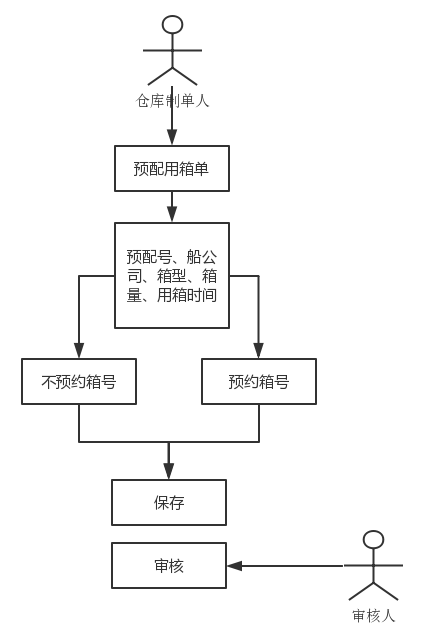 仓库制单人
预配用箱单
预配号、船公
司、箱型、箱
量、用箱时间
不预约箱号
预约箱号
保存
审核
审核人